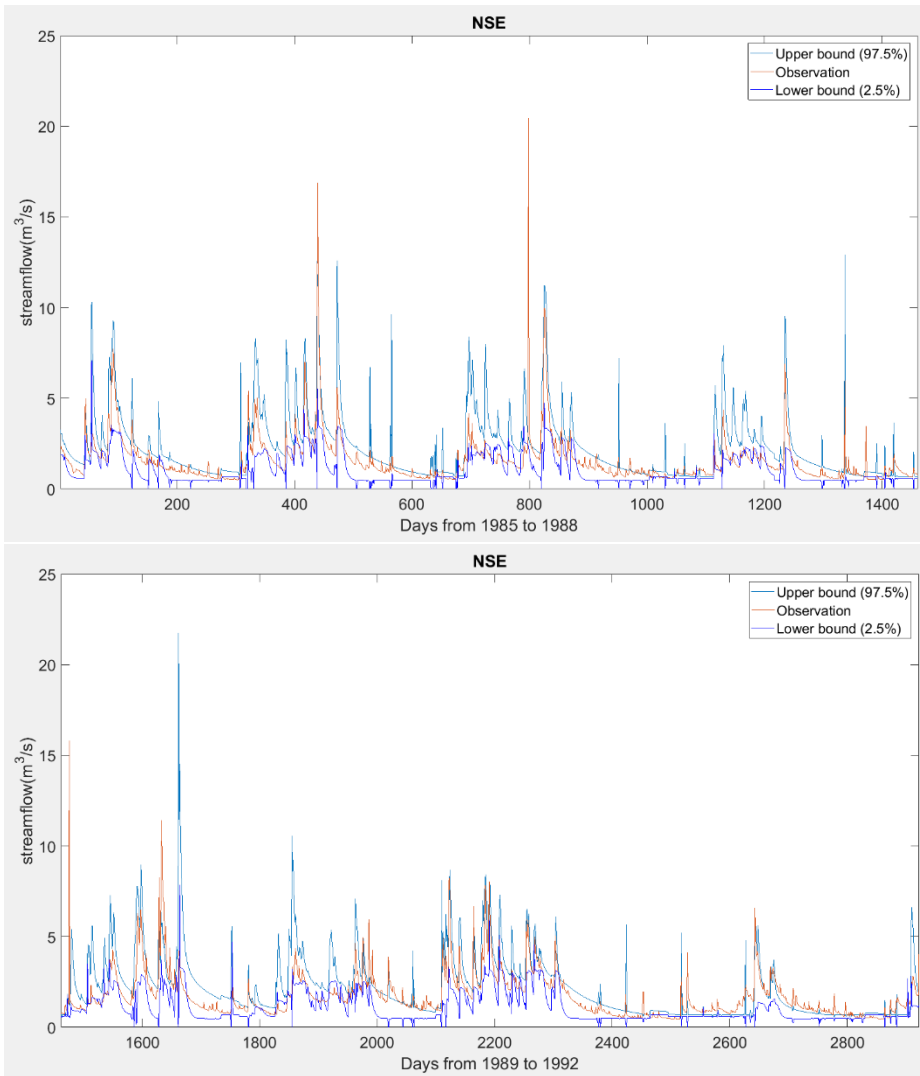 NSE
25
20
15
10
5
0
streamflow(m³/s)
Upper bound (97.5%)
Observation
Lower bound (2.5%)
200 400 600 800 1000 1200 1400
Days from 1985 to 1988
NSE
25
20
15
10
5
0
streamflow(m³/s)
Upper bound (97.5%)
Observation
Lower bound (2.5%)
1600 1800 2000 2200 2400 2600 2800
Days from 1989 to 1992